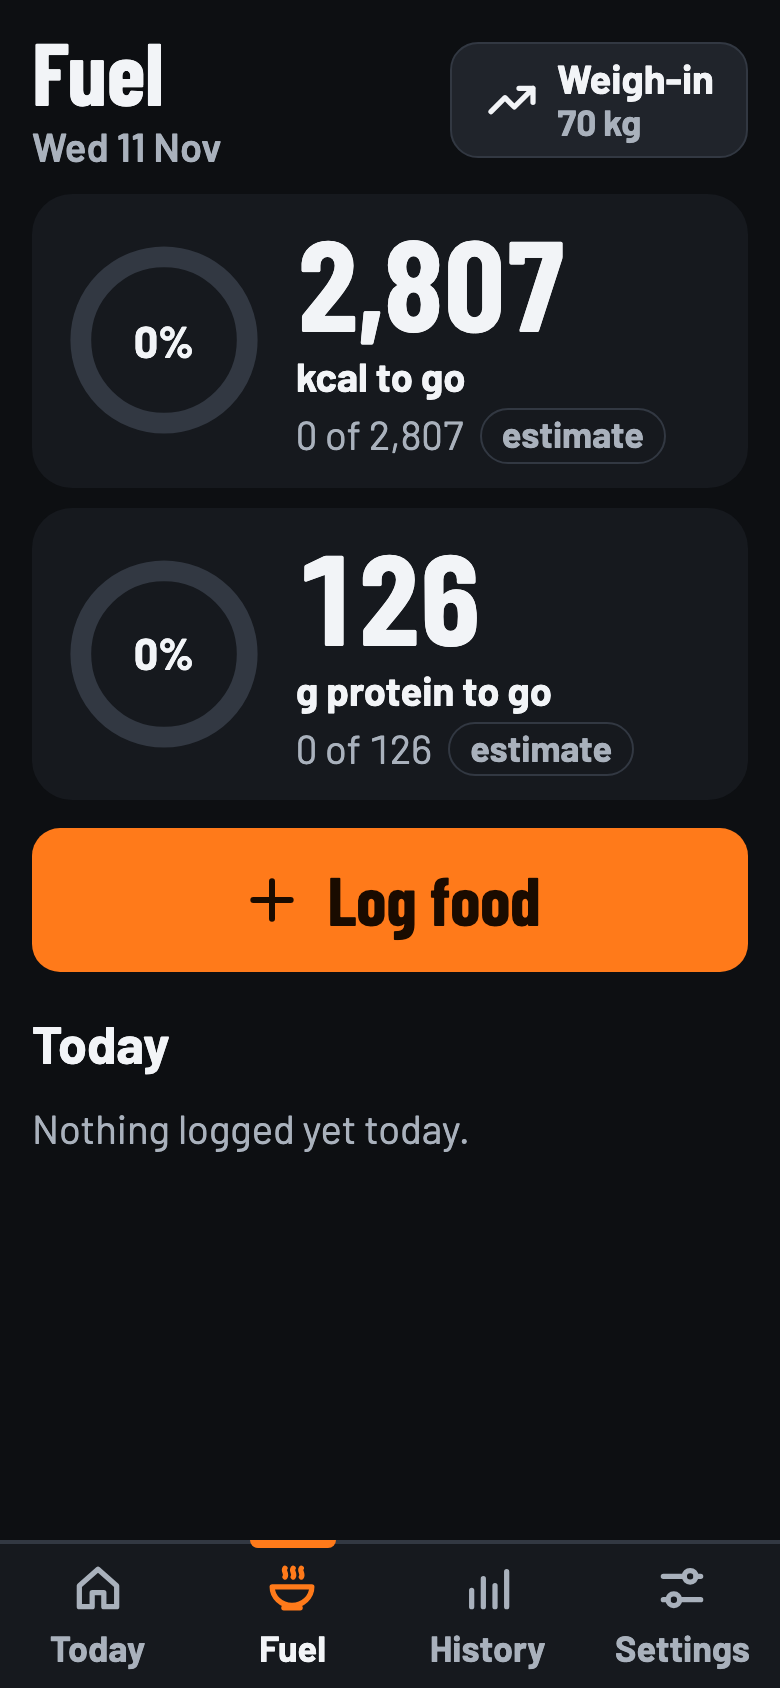 Fuel
Wed 11 Nov
Weigh-in
70 kg
0%
2,807
kcal to go
0 of 2,807 estimate
0%
126
g protein to go
0 of 126 estimate
+ Log food
Today
Nothing logged yet today.
Today
Fuel
History
Settings